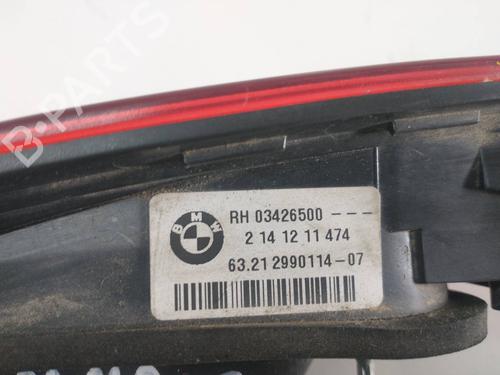 B-PARTS
BMW
RH 03426500 ---
2 14 12 11 474
63.21 2990114-07